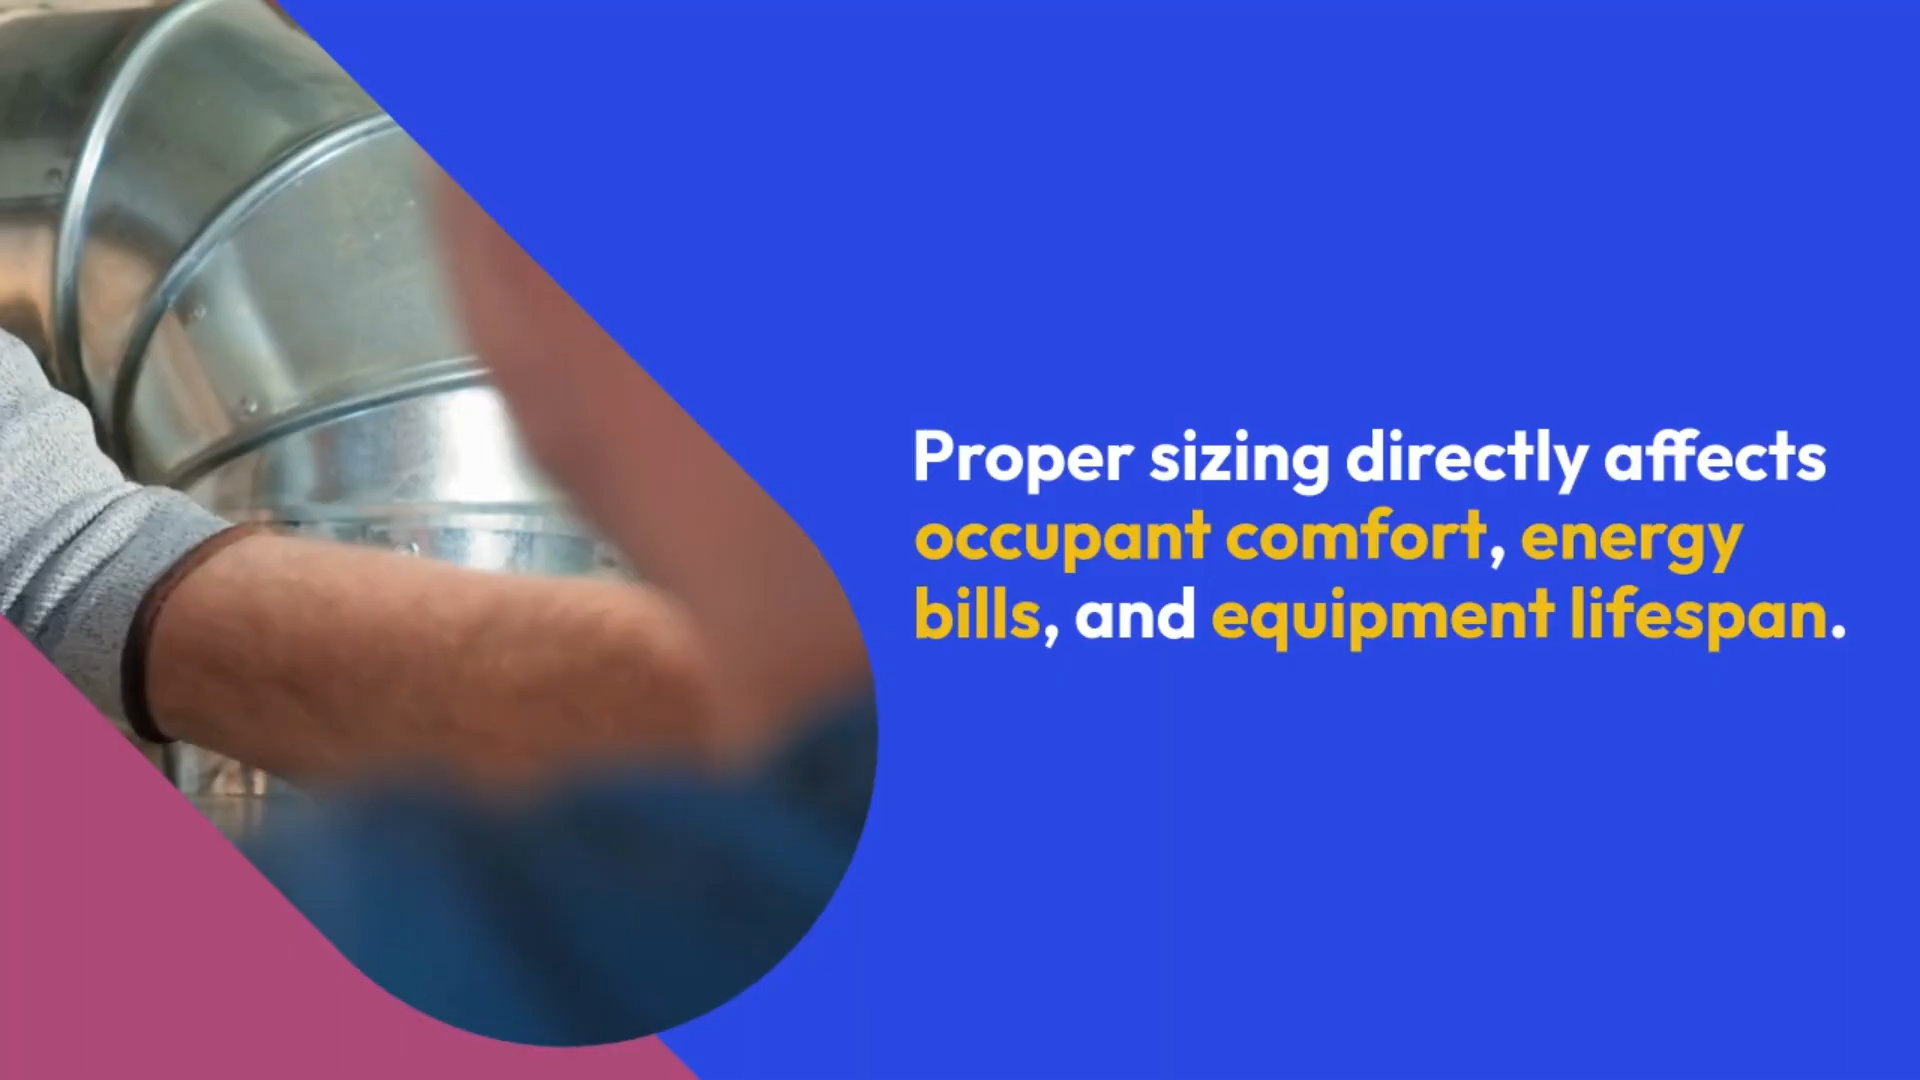 Proper sizing directly affects
occupant comfort, energy
bills, and equipment lifespan.